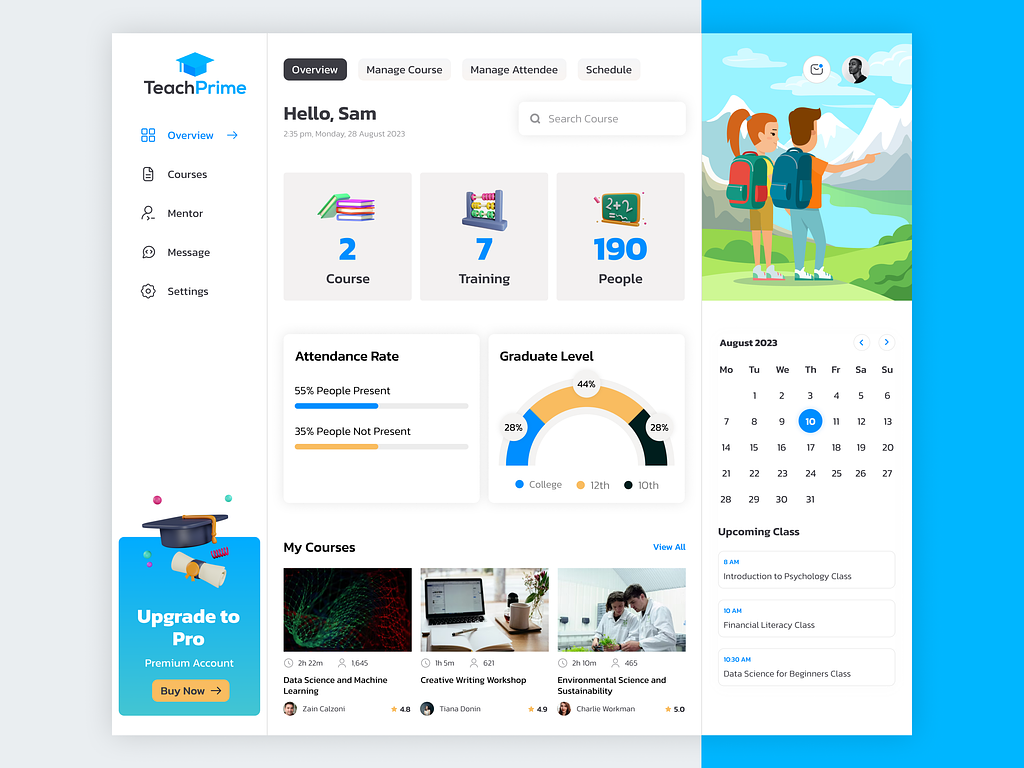 TeachPrime
Overview
Courses
Mentor
Message
Settings
Upgrade to
Pro
Premium Account
Buy Now
Overview
Manage Course
Manage Attendee
Schedule
Hello, Sam
2:35 pm, Monday, 28 August 2023
Search Course
2
Course
7
Training
2+2
190
People
Attendance Rate
55% People Present
35% People Not Present
Graduate Level
44%
28%
28%
College
12th
10th
My Courses
View All
2h 22m
1,645
Data Science and Machine
Learning
Zain Calzoni
4.8
1h 5m
621
Creative Writing Workshop
Tiana Donin
4.9
2h 10m
465
Environmental Science and
Sustainability
Charlie Workman
5.0
August 2023
Mo Tu We Th Fr Sa Su
1 2 3 4 5 6
7 8 9 10 11 12 13
14 15 16 17 18 19 20
21 22 23 24 25 26 27
28 29 30 31
Upcoming Class
8 AM
Introduction to Psychology Class
10 AM
Financial Literacy Class
10:30 AM
Data Science for Beginners Class